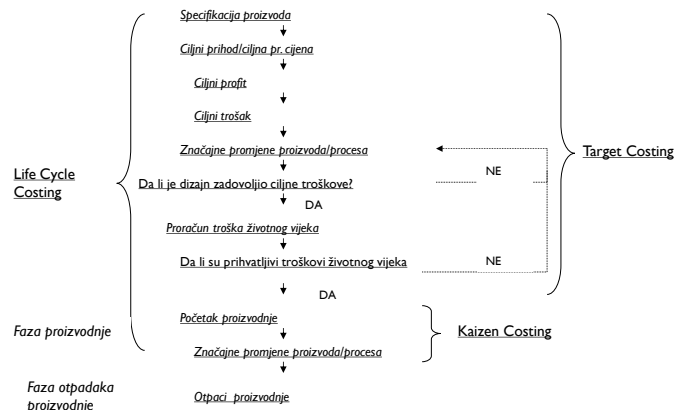 Specifikacija proizvoda
Ciljni prihod/ciljna pr. cijena
Ciljni profit
Ciljni trošak
Značajne promjene proizvoda/procesa
Target Costing
Life Cycle
Costing
NE
Da li je dizajn zadovoljio ciljne troškove?
DA
Proračun troška životnog vijeka
Da li su prihvatljivi troškovi životnog vijeka
NE
DA
Početak proizvodnje
Faza proizvodnje
Kaizen Costing
Značajne promjene proizvoda/procesa
Faza otpadaka
proizvodnje
Otpaci proizvodnje